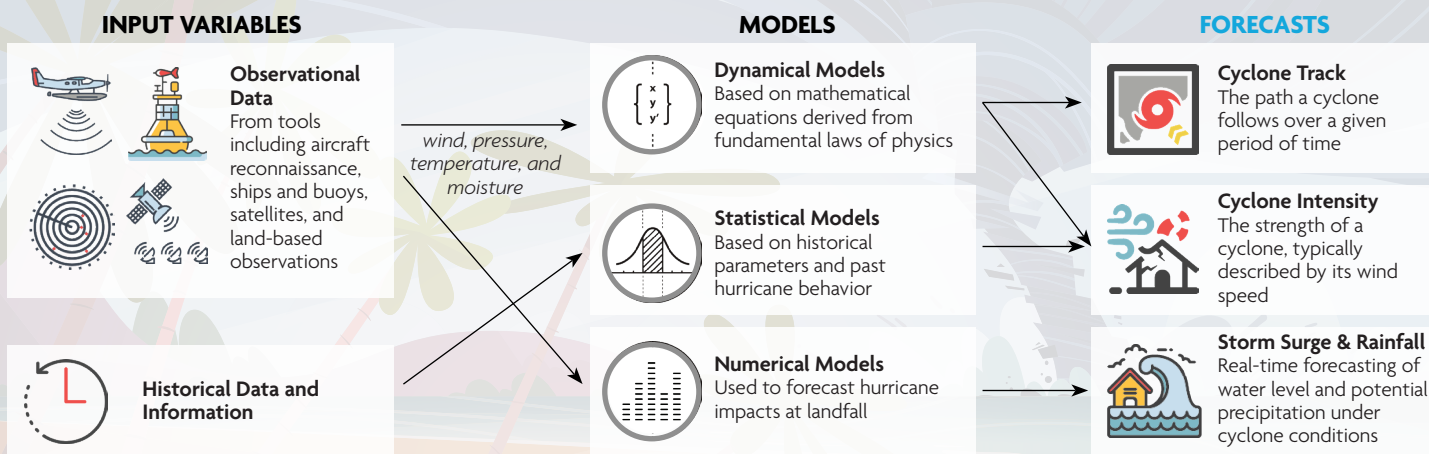 INPUT VARIABLES
Observational
Data
From tools
including aircraft
reconnaissance,
ships and buoys,
satellites, and
land-based
observations
Historical Data and
Information
wind, pressure,
temperature, and
moisture
MODELS
Dynamical Models
Based on mathematical
equations derived from
fundamental laws of physics
x
y
y'
Statistical Models
Based on historical
parameters and past
hurricane behavior
Numerical Models
Used to forecast hurricane
impacts at landfall
FORECASTS
Cyclone Track
The path a cyclone
follows over a given
period of time
Cyclone Intensity
The strength of a
cyclone, typically
described by its wind
speed
Storm Surge & Rainfall
Real-time forecasting of
water level and potential
precipitation under
cyclone conditions